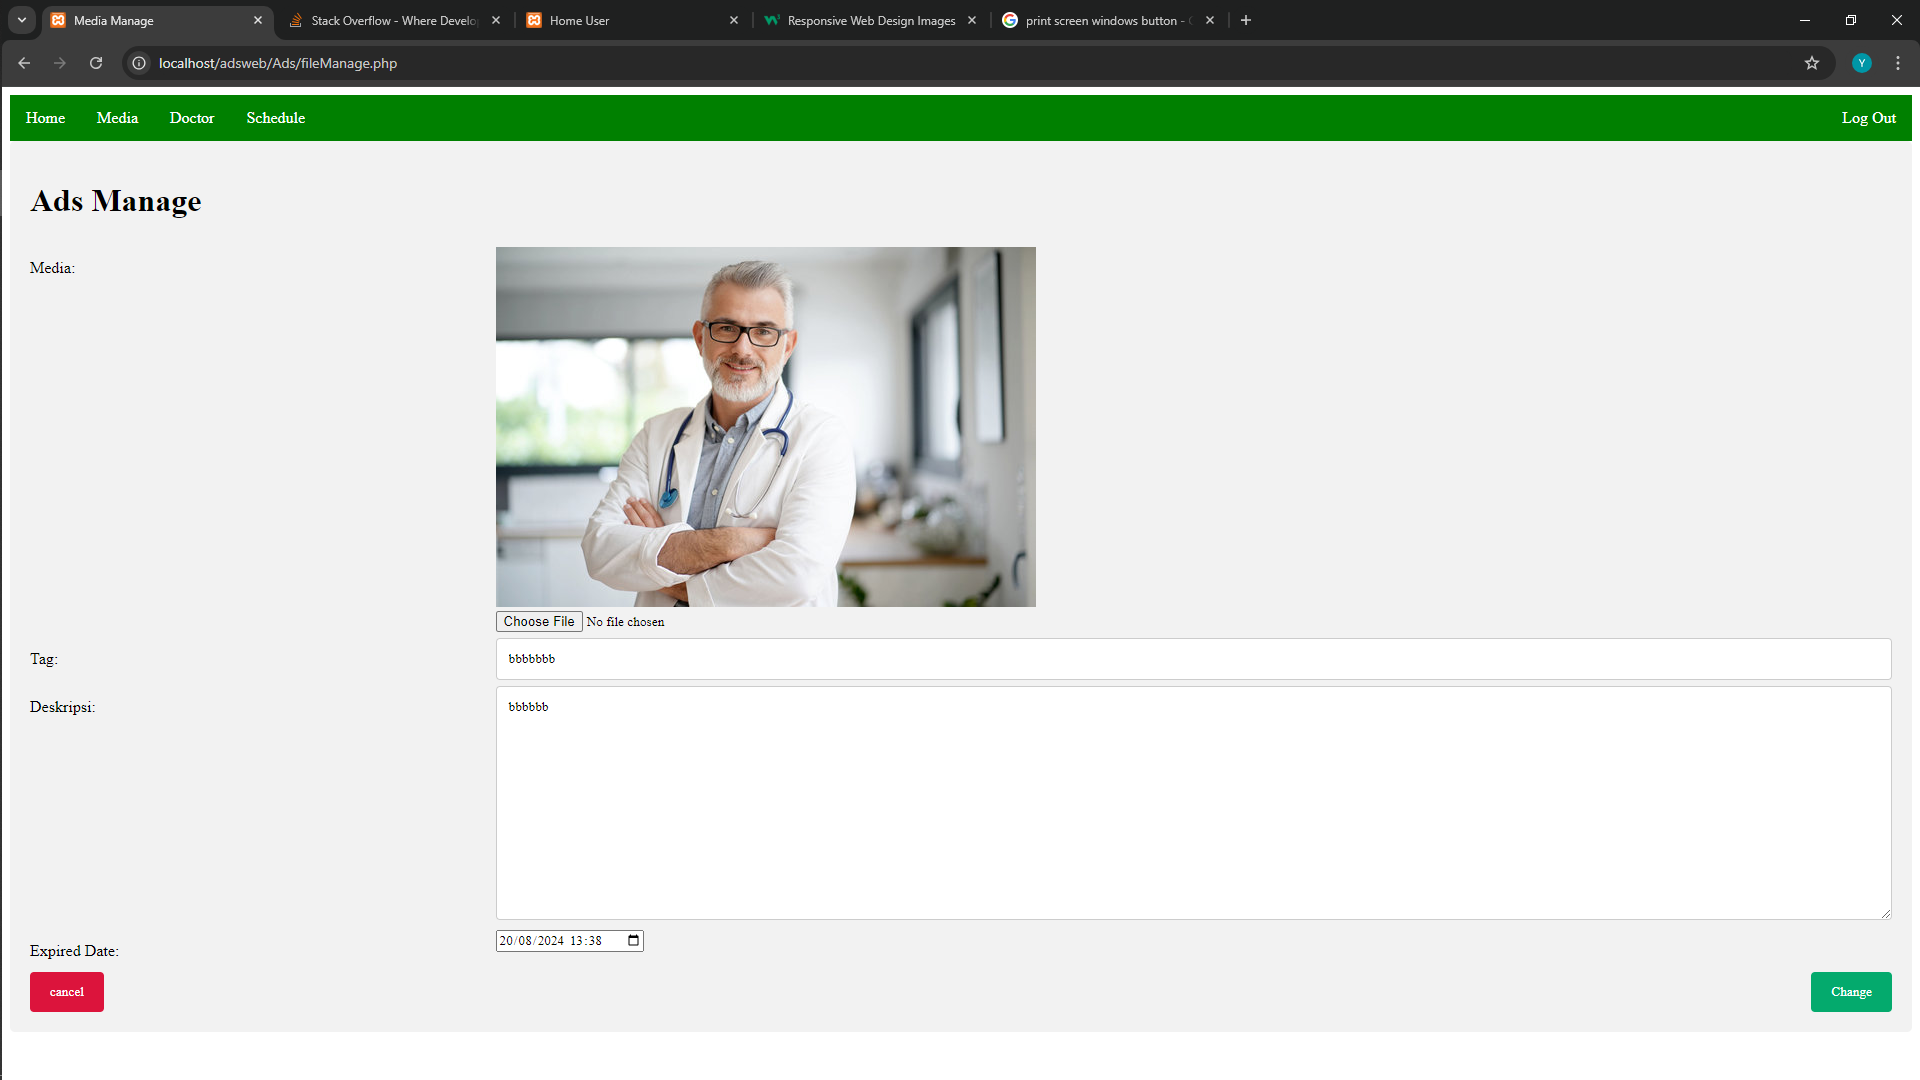 Media Manage
Stack Overflow - Where Develo
Home User
Responsive Web Design Images
print screen windows button -
localhost/adsweb/Ads/fileManage.php
Y
Home Media Doctor Schedule Log Out
Ads Manage
Media:
Choose File No file chosen
Tag: bbbbbbb
Deskripsi: bbbbbb
Expired Date: 20/08/2024 13:38
cancel Change